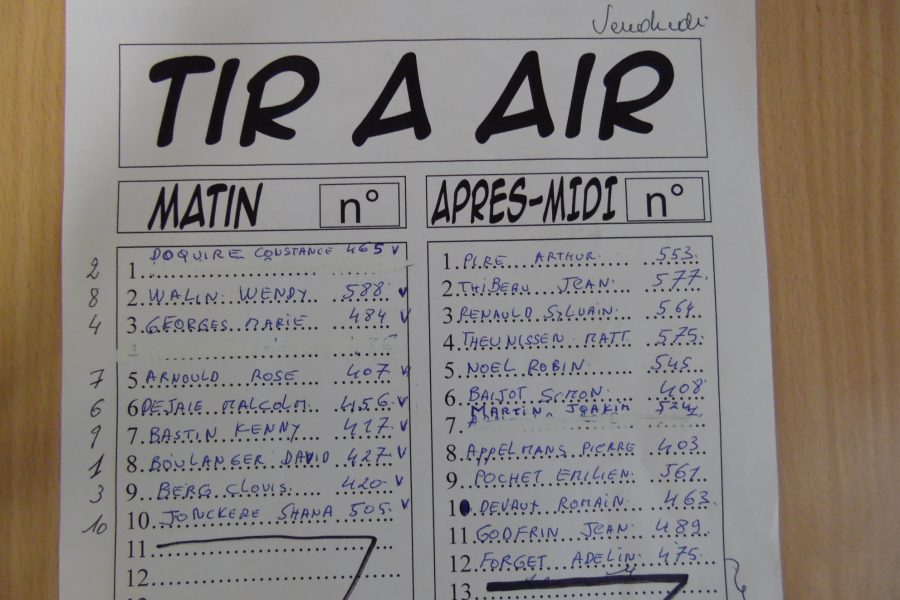 Vendredi
TIR A AIR
MATIN n°
2 1. DOQUIRE CONSTANCE 465 v
8 2. WALIN WENDY 588 v
4 3. GEORGES MARIE 484 v
7 5. ARNOULD ROSE 407 v
6 6 DEJAIE MALCOLM 456 v
9 7. BASTIN KENNY 417 v
1 8. BOULANGER DAVID 427 v
3 9. BERG CLOVIS 420 v
10 10. JONCKERE SHANA 505 v
11
12
APRES-MIDI n°
1. PIRE ARTHUR 553
2. THIBEAU JEAN 577
3. RENAULD SYLVAIN 564
4. THEUNISSEN MATT 575
5. NOEL ROBIN 545
6. BAIJOT SIMON 408
7. MARTIN JOAKIM 524
8. APPELMANS PIERRE 403
9. POCHET EMILIEN 561
10 DEVAUX ROMAIN 463
11. GODFRIN JEAN 489
12. FORGET ADELIN 475
13